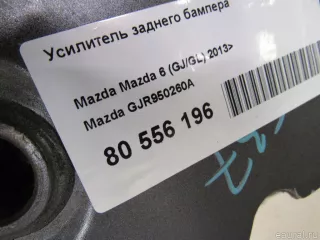 Усилитель заднего бампера
Mazda Mazda 6 (GJ/GL) 2013>
Mazda GJR950260A
80 556 196